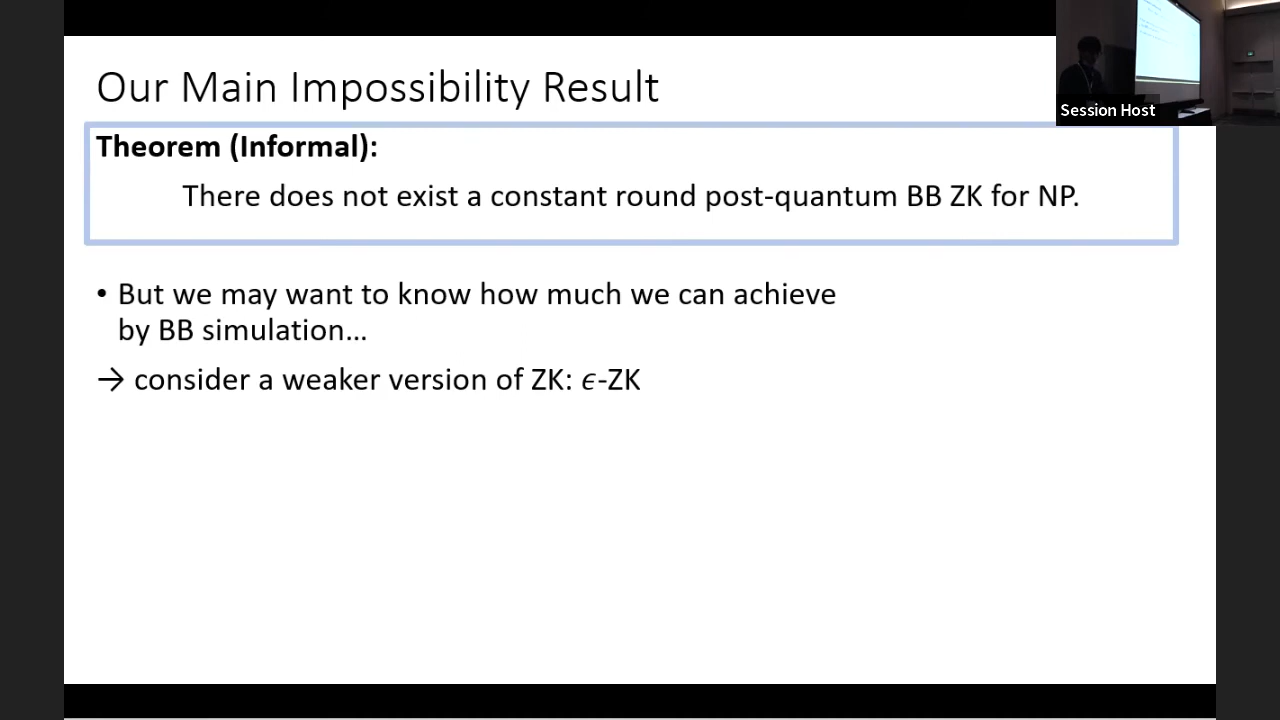 Our Main Impossibility Result
Session Host
Theorem (Informal):
There does not exist a constant round post-quantum BB ZK for NP.
• But we may want to know how much we can achieve
by BB simulation...
→ consider a weaker version of ZK: ϵ-ZK